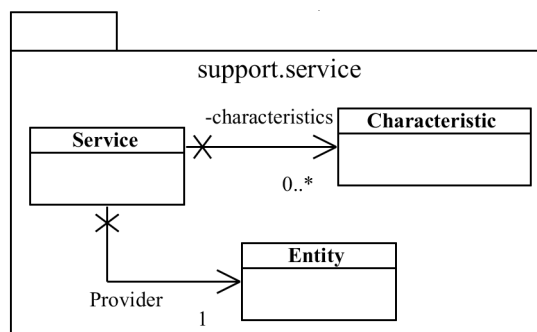 support.service
-characteristics
Characteristic
Service
0..*
Entity
Provider
1